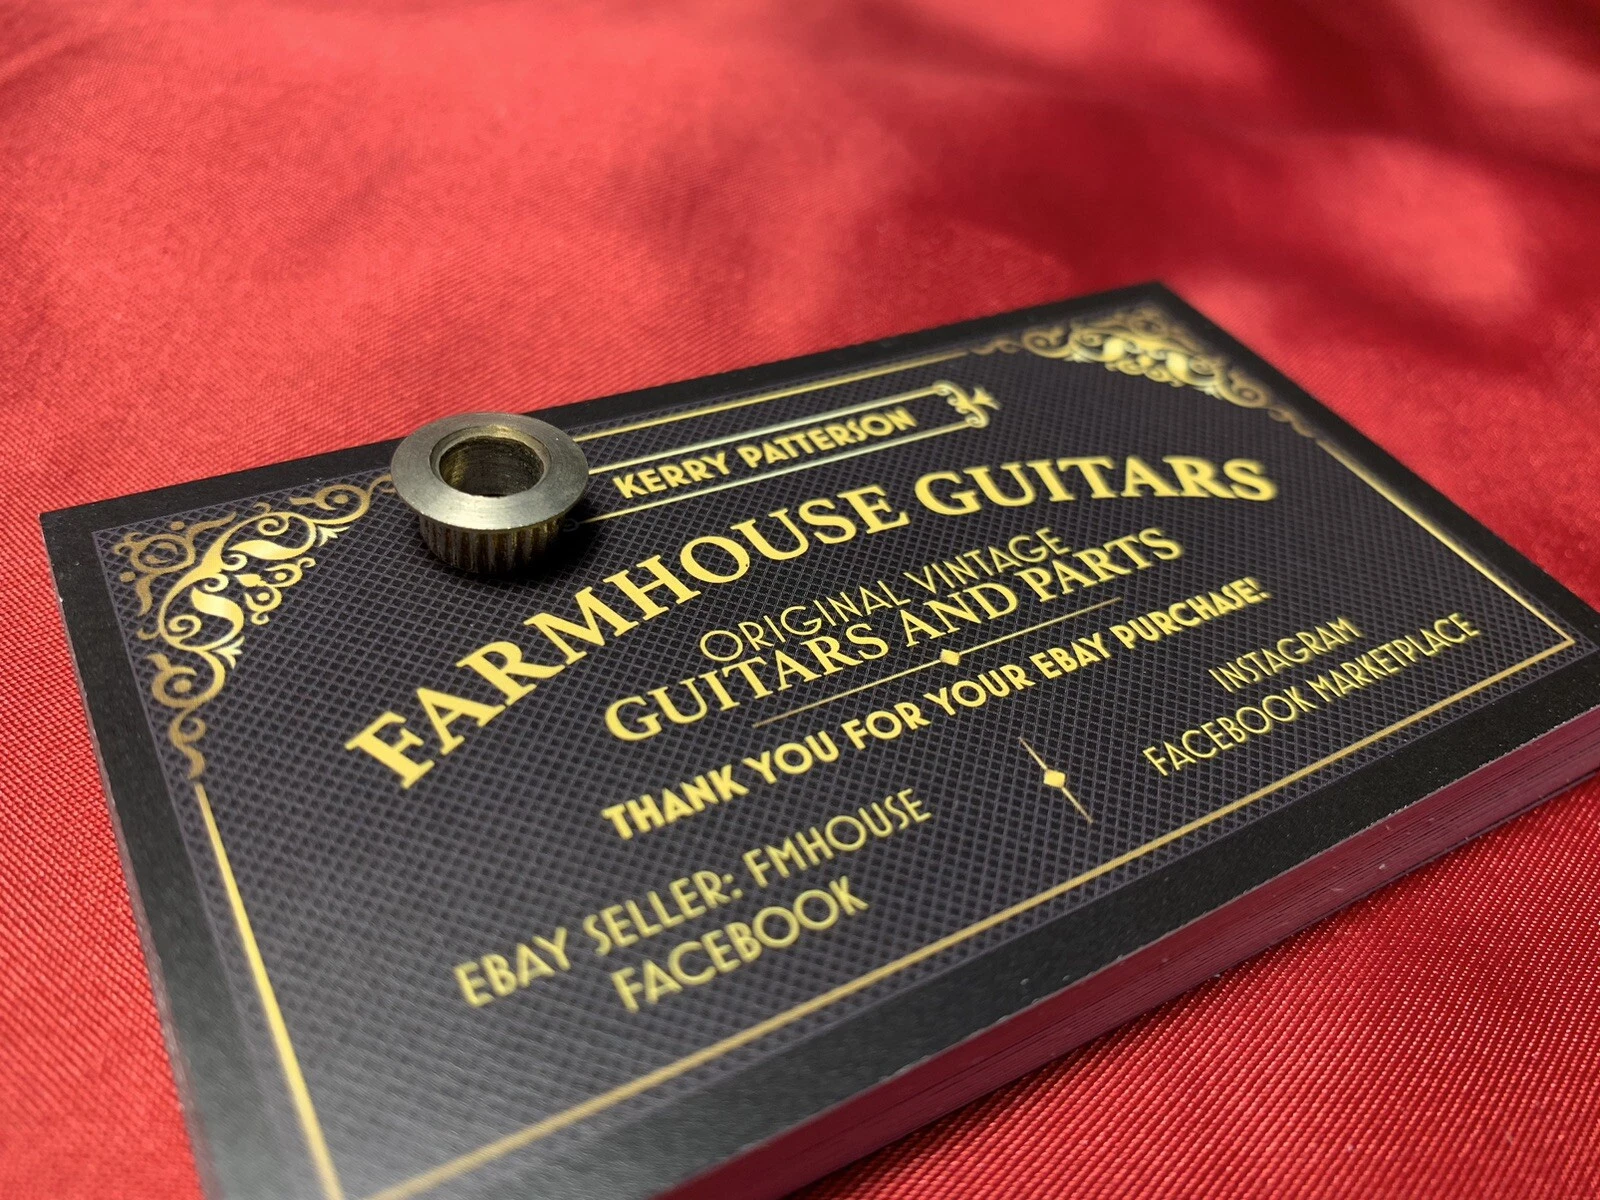 KERRY PATTERSON
FARMHOUSE GUITARS
ORIGINAL VINTAGE
GUITARS AND PARTS
THANK YOU FOR YOUR EBAY PURCHASE!
EBAY SELLER: FMHOUSE
FACEBOOK
INSTAGRAM
FACEBOOK MARKETPLACE